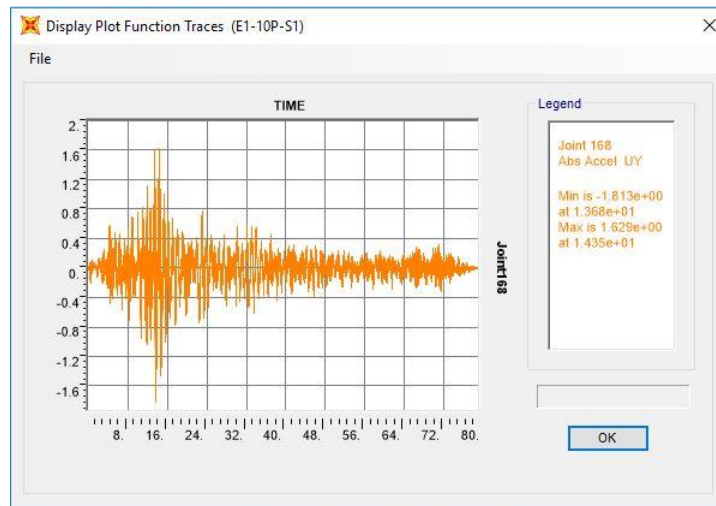 Display Plot Function Traces (E1-10P-S1)
File
TIME
2.
1.6
1.2
0.8
0.4
0.
-0.4
-0.8
-1.2
-1.6
8. 16. 24. 32. 40. 48. 56. 64. 72. 80.
Joint168
Legend
Joint 168
Abs Accel UY
Min is -1.813e+00
at 1.368e+01
Max is 1.629e+00
at 1.435e+01
OK